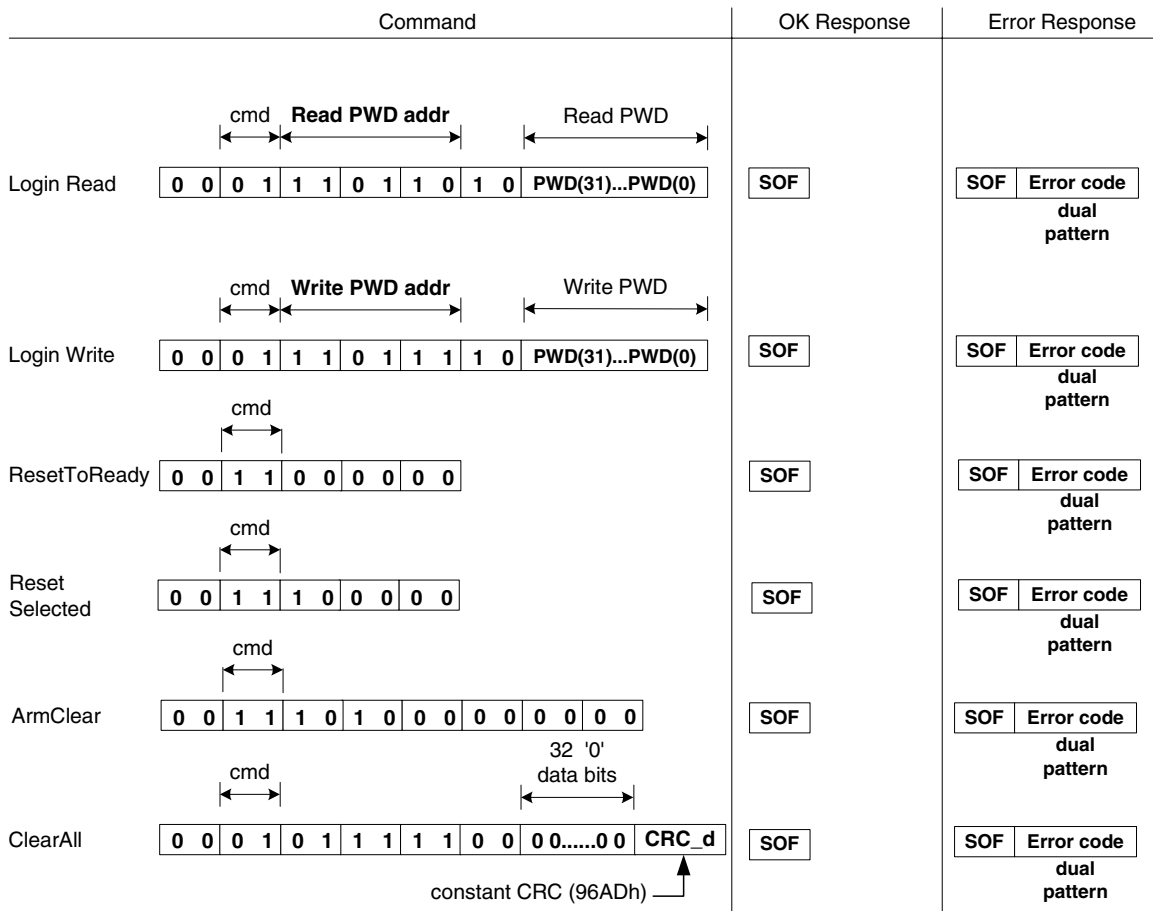 Command OK Response Error Response
cmd Read PWD addr Read PWD
Login Read 0 0 0 1 1 1 0 1 1 0 1 0 PWD(31)...PWD(0) SOF SOF Error code
dual
pattern
cmd Write PWD addr Write PWD
Login Write 0 0 0 1 1 1 0 1 1 1 1 0 PWD(31)...PWD(0) SOF SOF Error code
dual
pattern
cmd
ResetToReady 0 0 1 1 0 0 0 0 0 0 SOF SOF Error code
dual
pattern
cmd
Reset
Selected 0 0 1 1 1 0 0 0 0 0 SOF SOF Error code
dual
pattern
cmd
ArmClear 0 0 1 1 1 0 1 0 0 0 0 0 0 0 0 0 SOF SOF Error code
dual
pattern
32 '0'
data bits
cmd
ClearAll 0 0 0 1 0 1 1 1 1 1 0 0 0 0......0 0 CRC_d SOF SOF Error code
dual
pattern
constant CRC (96ADh)